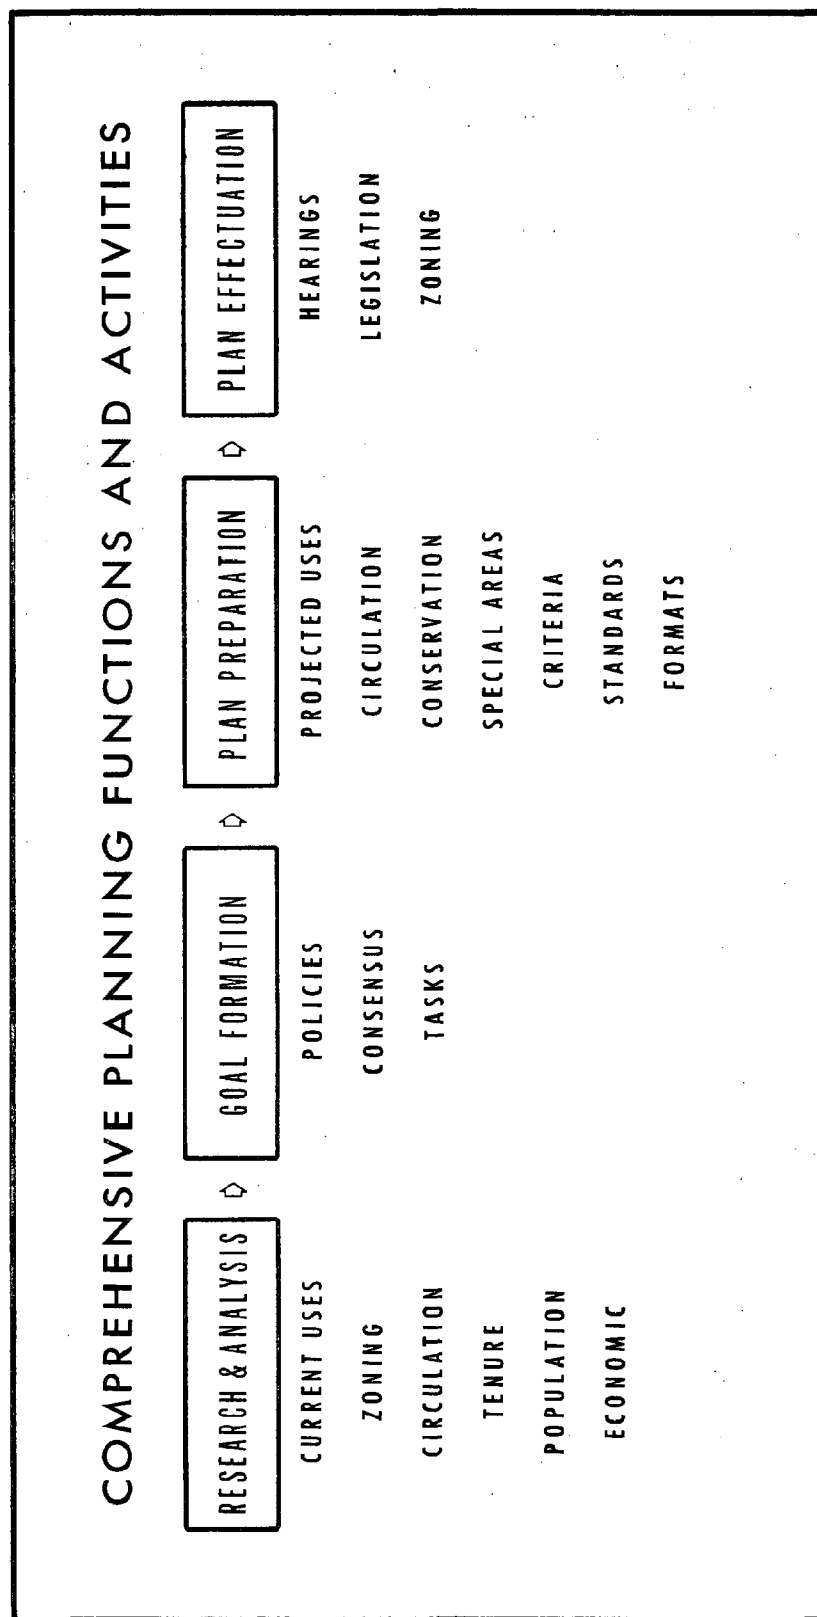 COMPREHENSIVE PLANNING FUNCTIONS AND ACTIVITIES
RESEARCH & ANALYSIS
CURRENT USES
ZONING
CIRCULATION
TENURE
POPULATION
ECONOMIC
GOAL FORMATION
POLICIES
CONSENSUS
TASKS
PLAN PREPARATION
PROJECTED USES
CIRCULATION
CONSERVATION
SPECIAL AREAS
CRITERIA
STANDARDS
FORMATS
PLAN EFFECTUATION
HEARINGS
LEGISLATION
ZONING